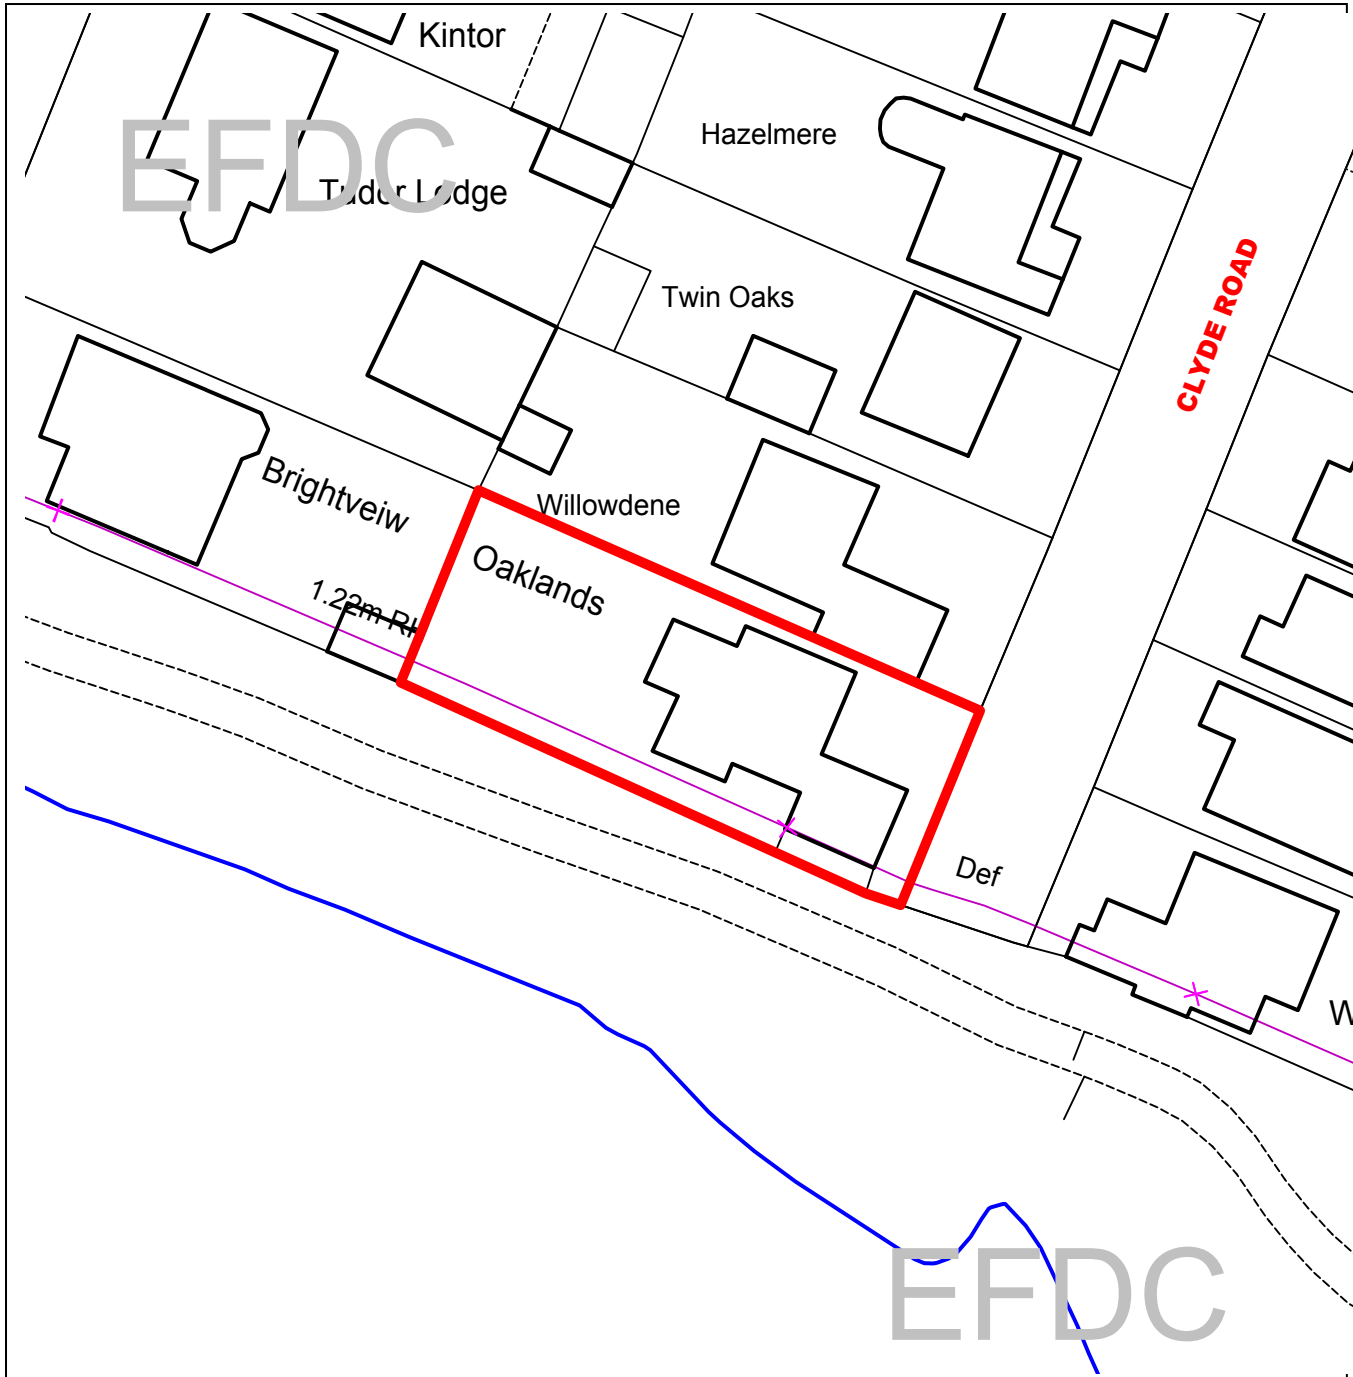 Kintor
Hazelmere
EFDC
Tudor Lodge
Twin Oaks
CLYDE ROAD
Brightveiw
Willowdene
Oaklands
1.22m RH
Def
W
EFDC